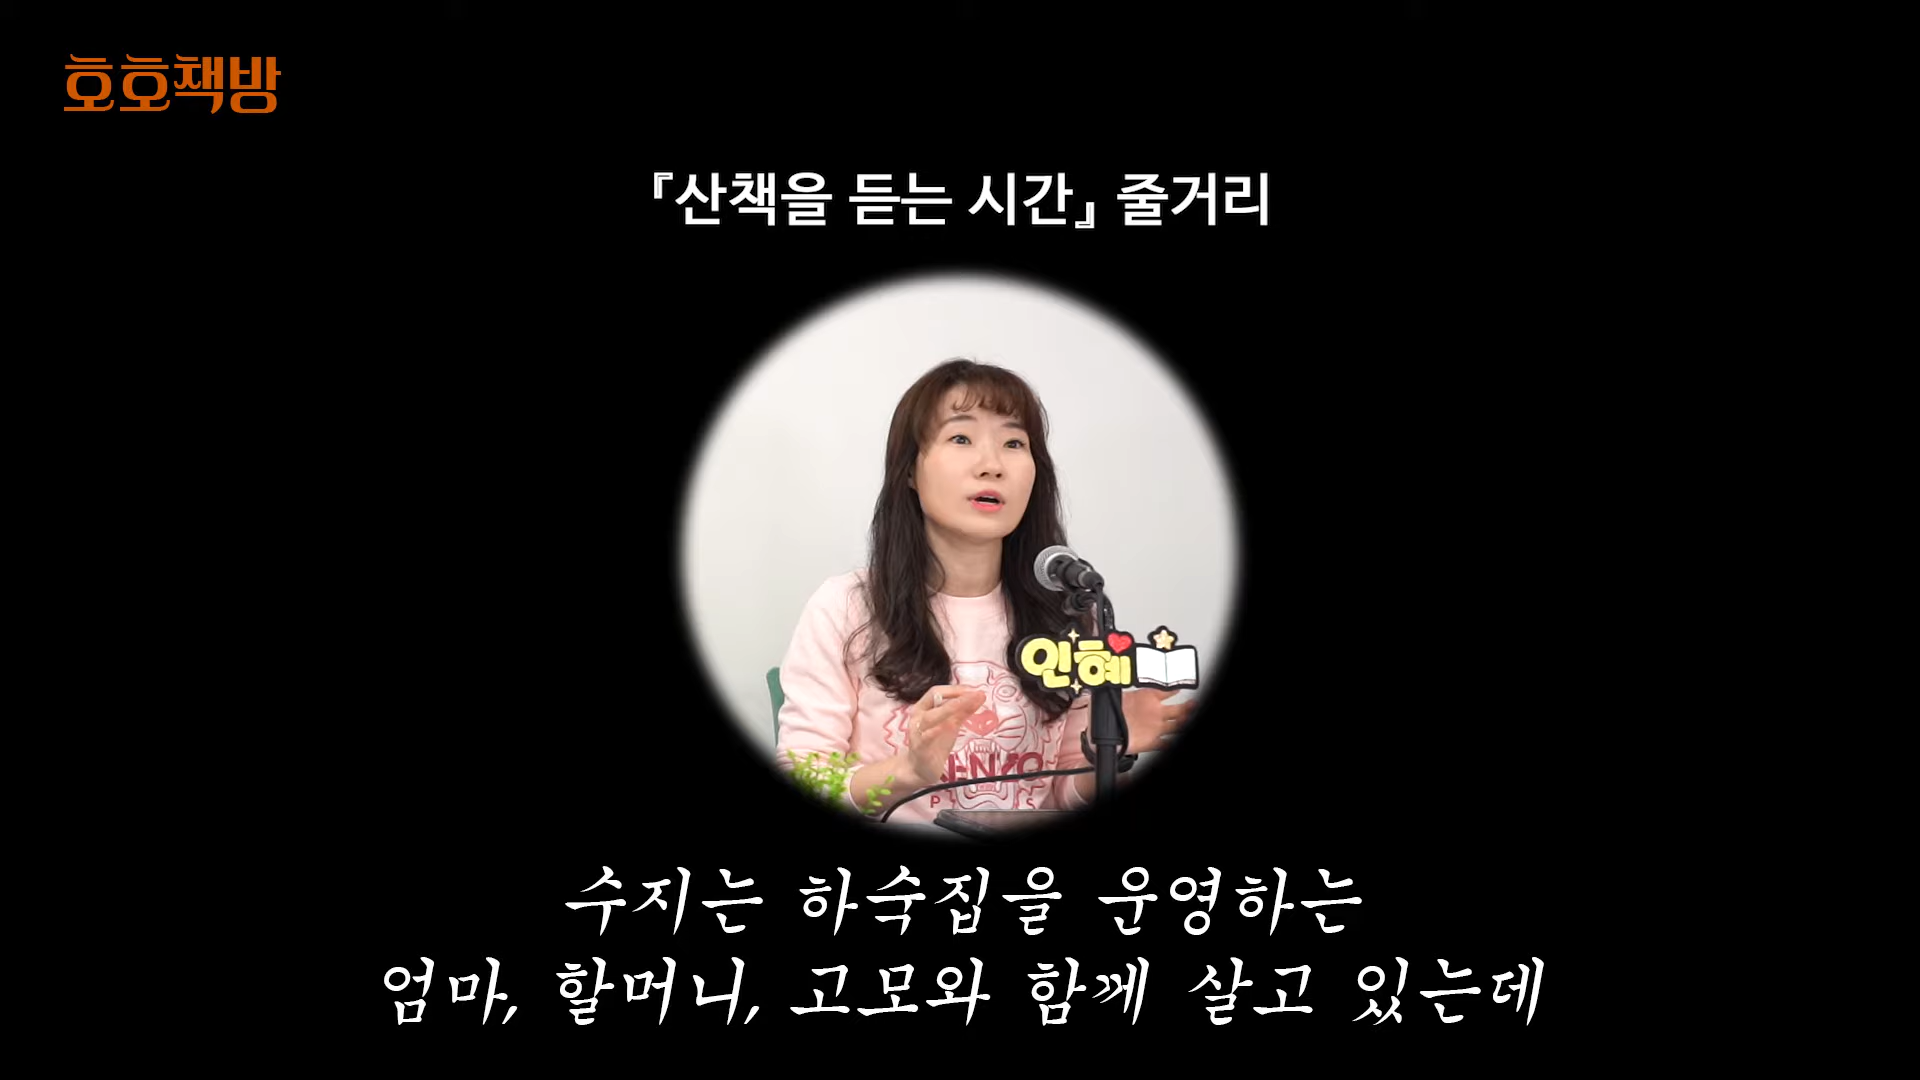 호호책방
『산책을 듣는 시간』 줄거리
인혜
수지는 하숙집을 운영하는
엄마, 할머니, 고모와 함께 살고 있는데